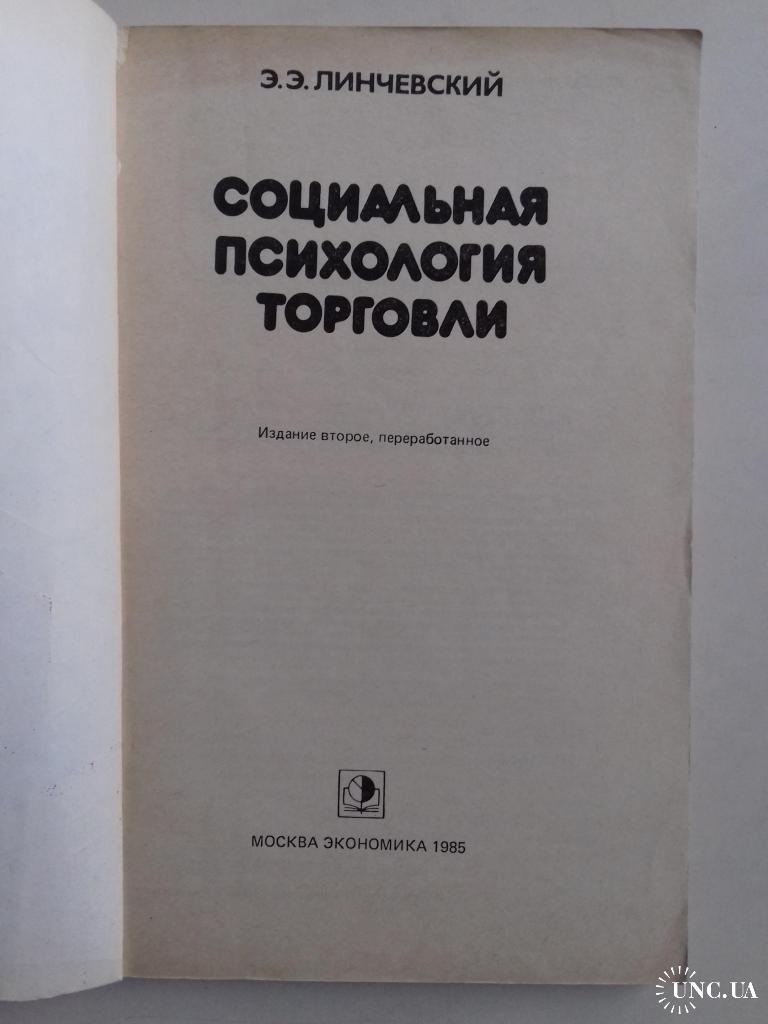 Э.Э. ЛИНЧЕВСКИЙ
СОЦИАЛЬНАЯ
ПСИХОЛОГИЯ
ТОРГОВЛИ
Издание второе, переработанное
МОСКВА ЭКОНОМИКА 1985
UNC.UA